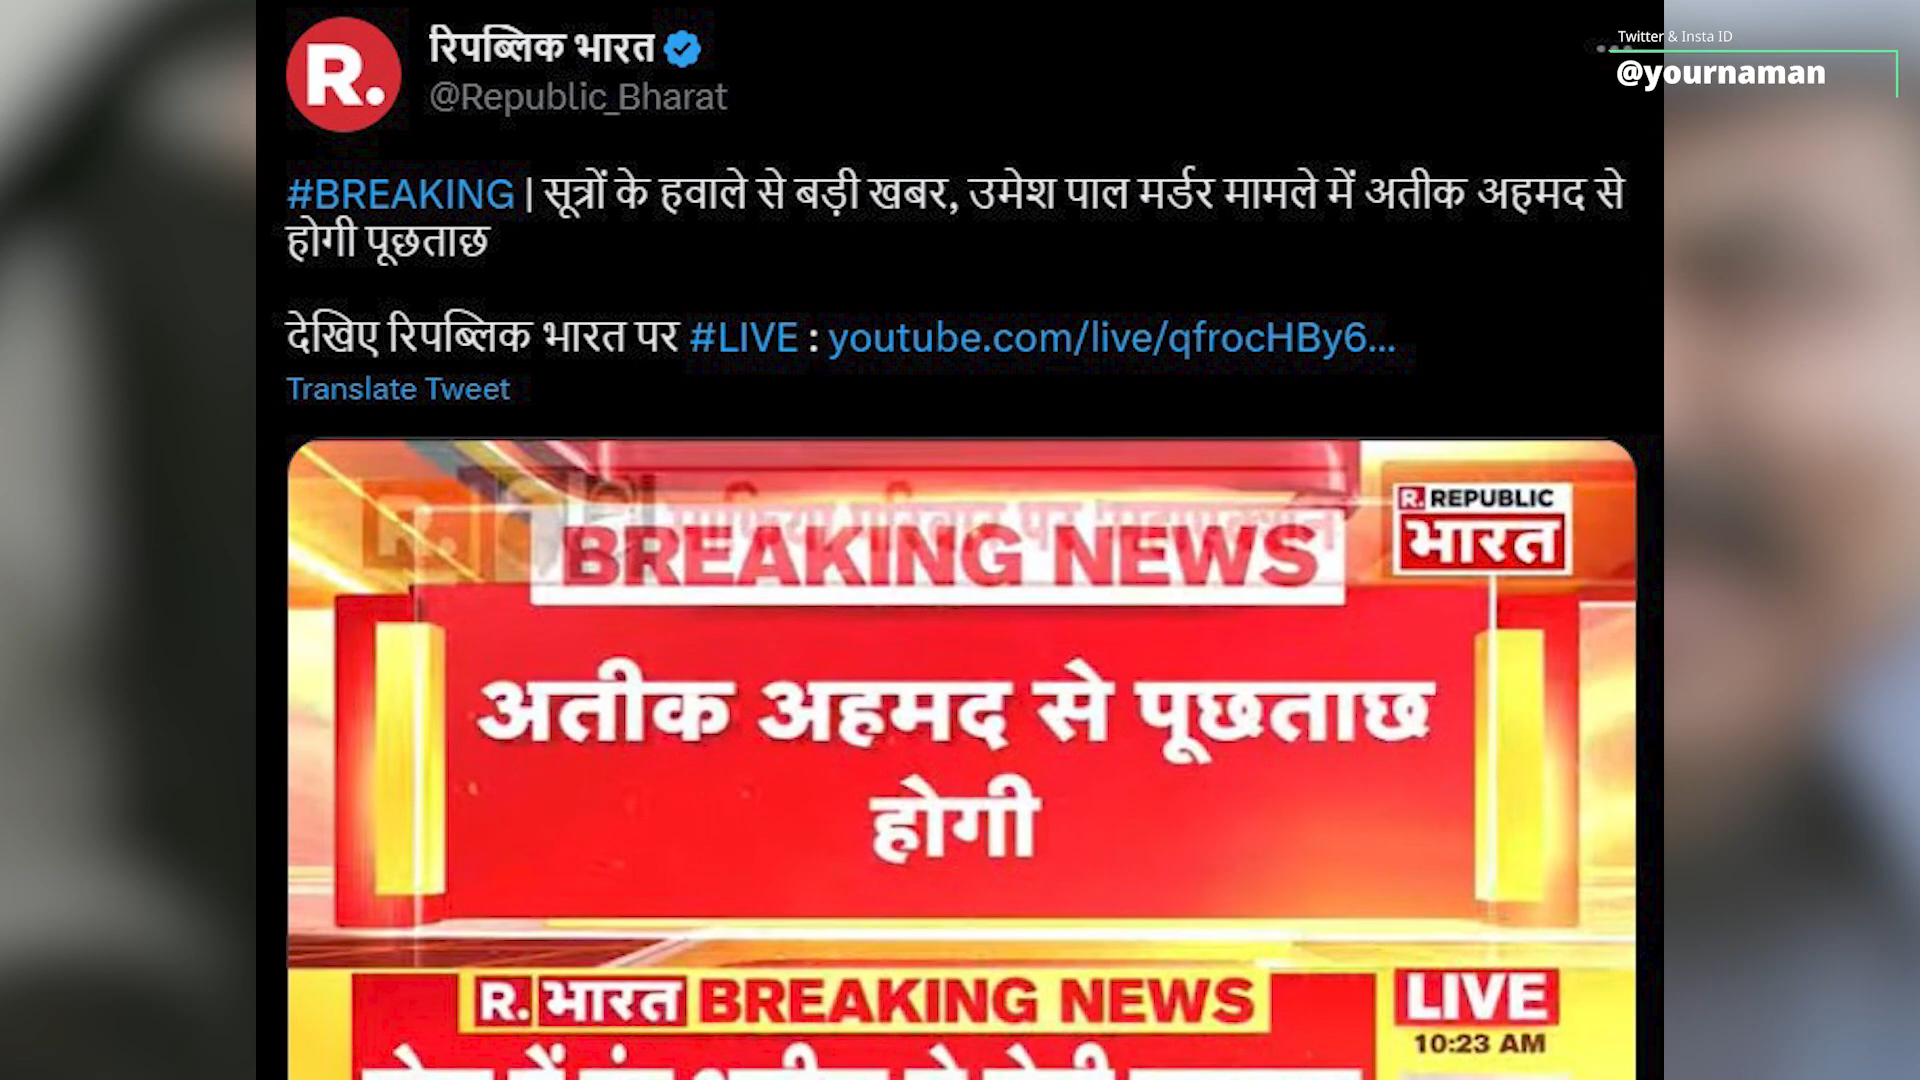 रिपब्लिक भारत
@Republic_Bharat
Twitter & Insta ID
@yournaman
#BREAKING | सूत्रों के हवाले से बड़ी खबर, उमेश पाल मर्डर मामले में अतीक अहमद से
होगी पूछताछ
देखिए रिपब्लिक भारत पर #LIVE : youtube.com/live/qfrocHBy6...
Translate Tweet
BREAKING NEWS
R. REPUBLIC
भारत
अतीक अहमद से पूछताछ
होगी
R. भारत BREAKING NEWS
LIVE
10:23 AM